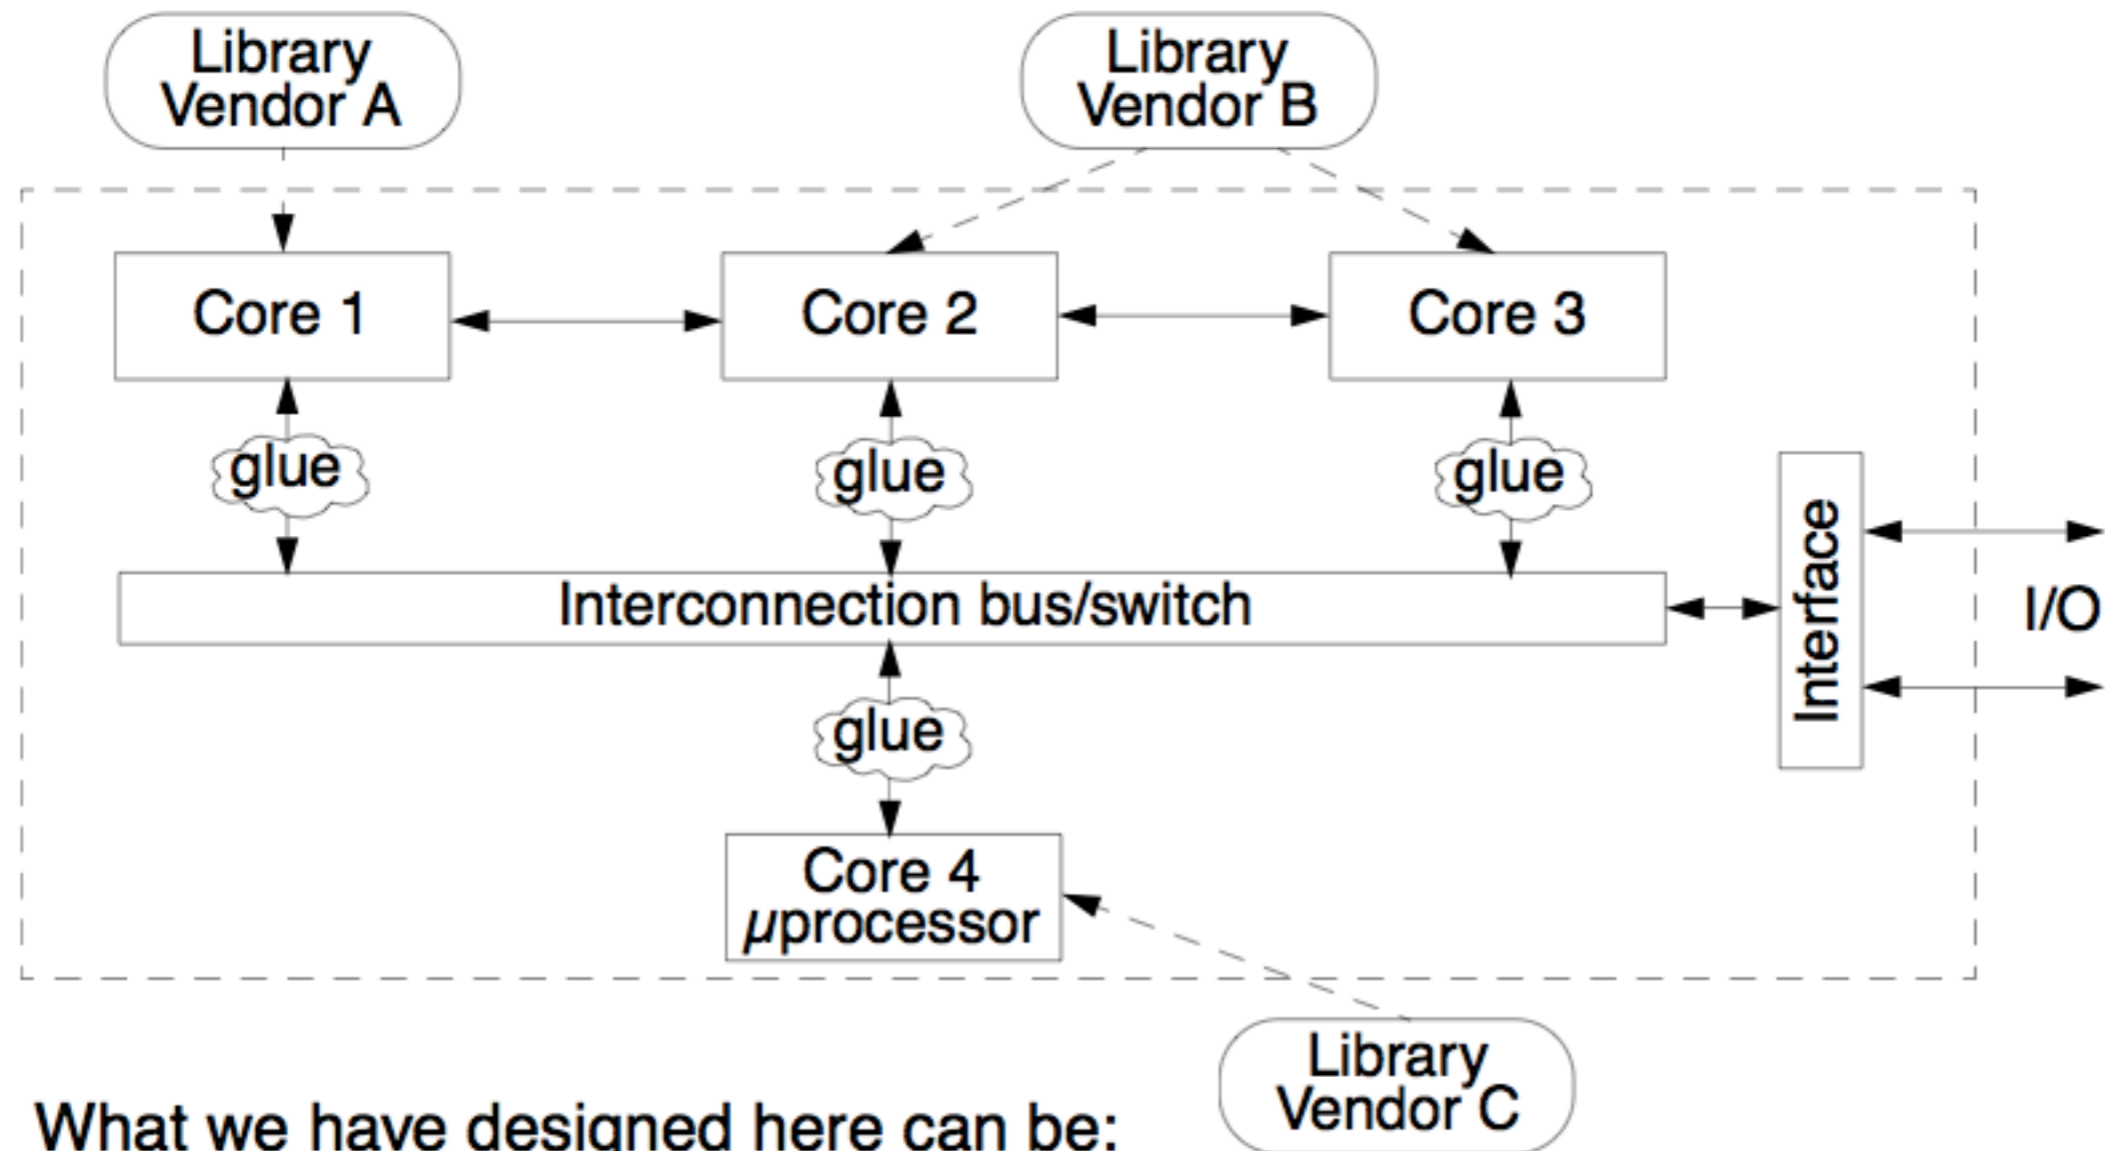 Library
Vendor A
Library
Vendor B
Core 1
Core 2
Core 3
glue
glue
glue
Interconnection bus/switch
Interface
I/O
glue
Core 4
µprocessor
Library
Vendor C
What we have designed here can be: